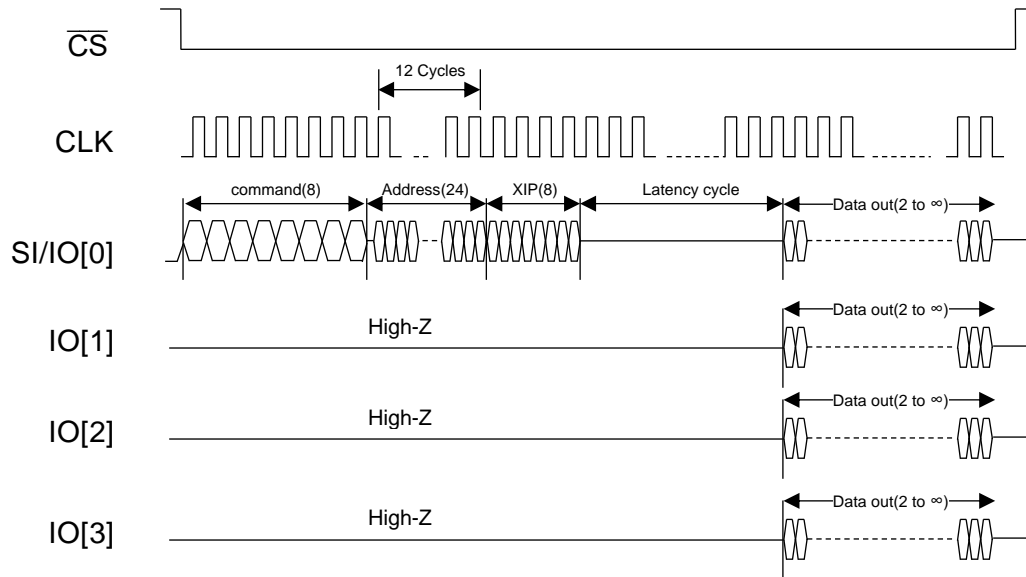 CS
12 Cycles
CLK
command(8) Address(24) XIP(8) Latency cycle
Data out(2 to ∞)
SI/IO[0]
Data out(2 to ∞)
High-Z
IO[1]
Data out(2 to ∞)
High-Z
IO[2]
Data out(2 to ∞)
High-Z
IO[3]